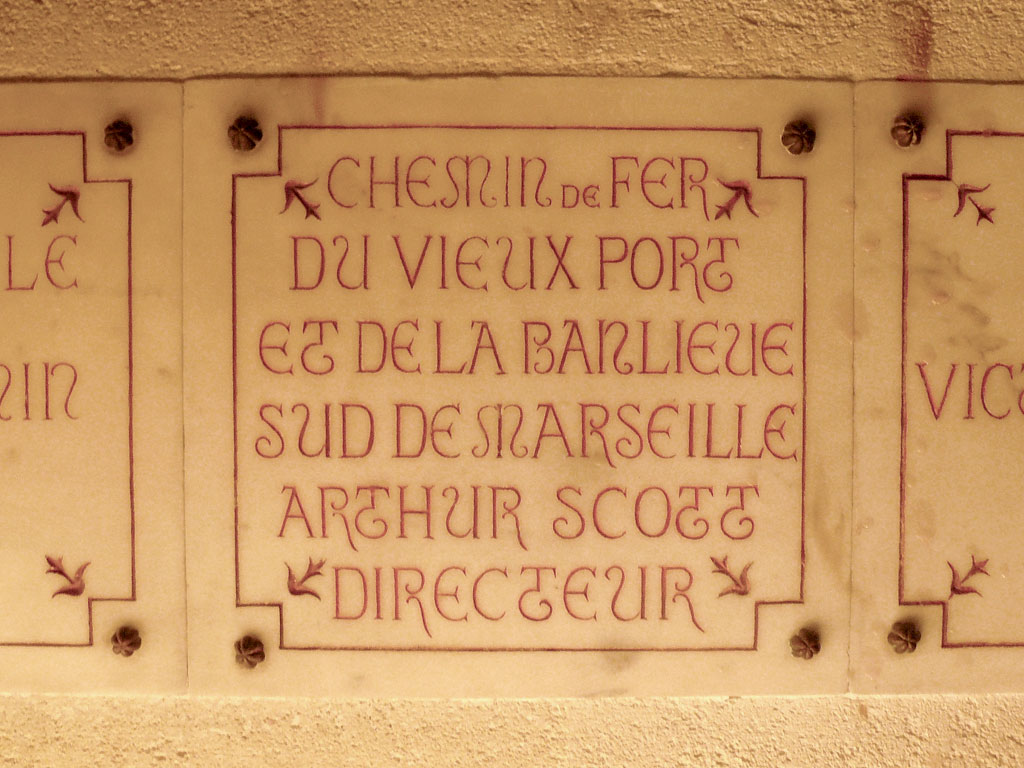 CHEMIN DE FER
DU VIEUX PORT
ET DE LA BANLIEUE
SUD DE MARSEILLE
ARTHUR SCOTT
DIRECTEUR